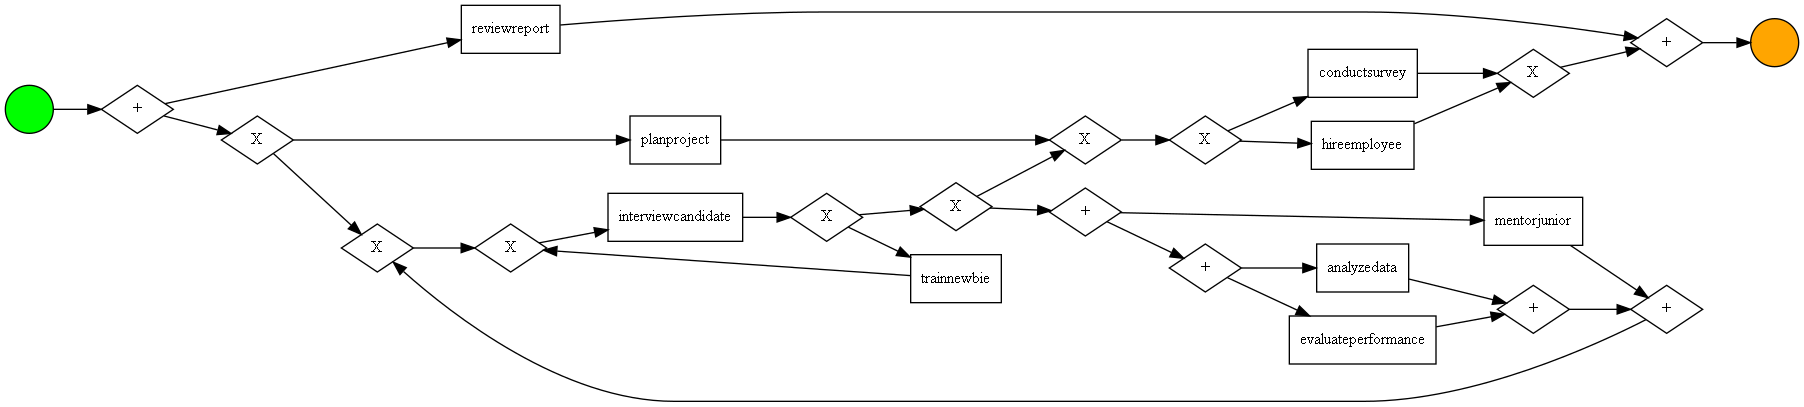 reviewreport
+
conductsurvey
X
+
X
planproject
X
X
hireemployee
interviewcandidate
X
X
+
mentorjunior
X
X
trainnewbie
+
analyzedata
+
+
evaluateperformance